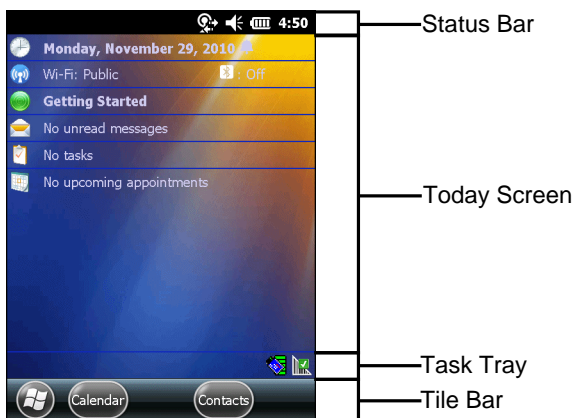 4:50
Status Bar
Monday, November 29, 2010
Wi-Fi: Public : Off
Getting Started
No unread messages
No tasks
No upcoming appointments
Today Screen
Task Tray
Calendar Contacts
Tile Bar